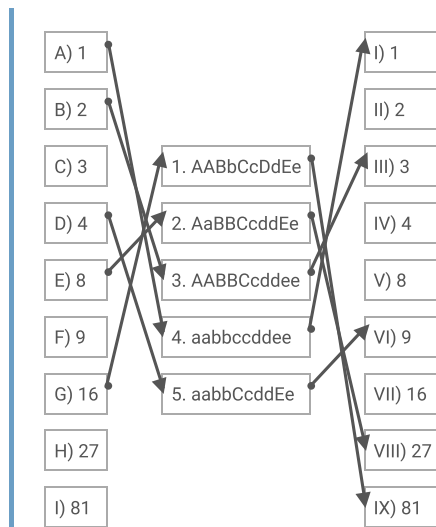 A) 1
B) 2
C) 3
D) 4
E) 8
F) 9
G) 16
H) 27
I) 81
1. AABbCcDdEe
2. AaBBCcddEe
3. AABBCcddee
4. aabbccddee
5. aabbCcddEe
I) 1
II) 2
III) 3
IV) 4
V) 8
VI) 9
VII) 16
VIII) 27
IX) 81